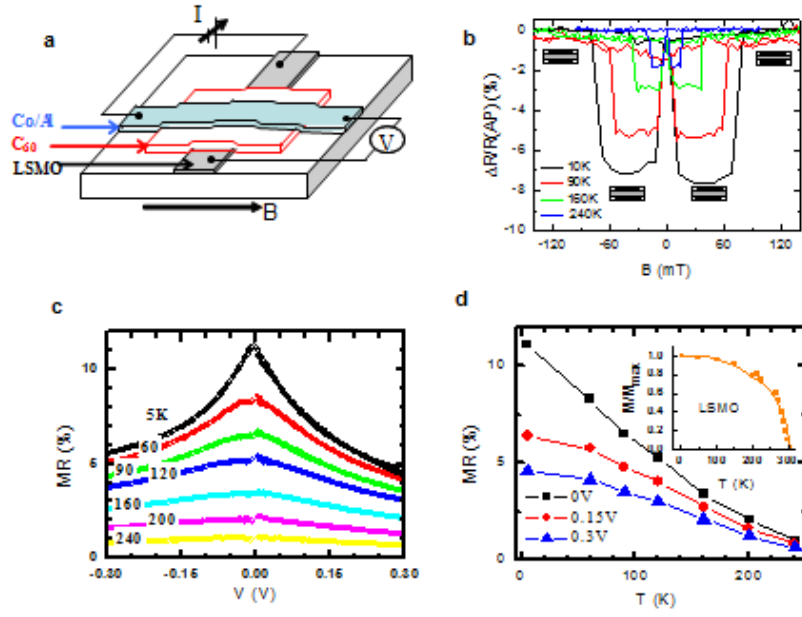 a
I
Co/Al
C60
LSMO
V
B
b
ΔR/R(AP) (%)
0
-2
-4
-6
-8
-10
10K
90K
160K
240K
-120 -60 0 60 120
B (mT)
c
MR (%)
10
5
0
5K
60
90
120
160
200
240
-0.30 -0.15 0.00 0.15 0.30
V (V)
d
MR (%)
10
5
0
0V
0.15V
0.3V
0 100 200
T (K)
M/Mmax
1.0
0.8
0.6
0.4
0.2
0.0
LSMO
0 100 200 300
T (K)